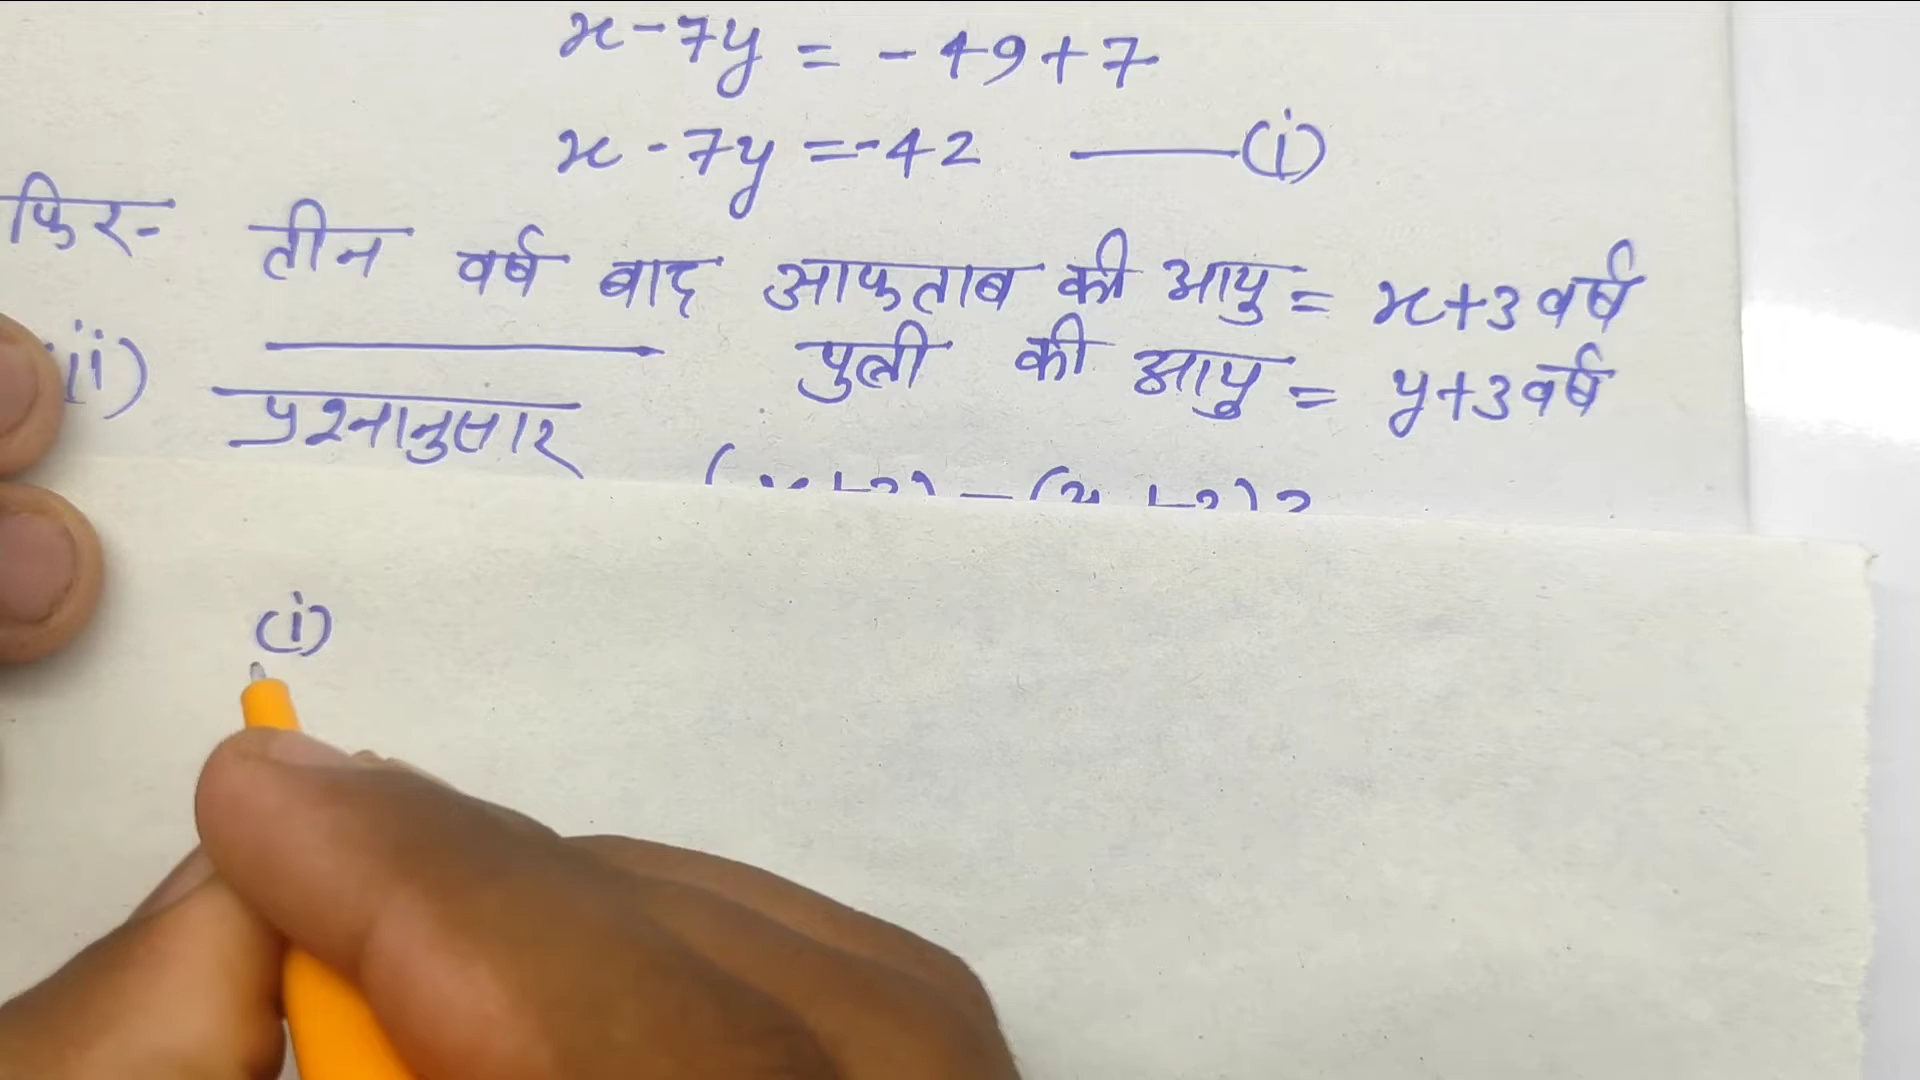 x - 7y = - 49 + 7
x - 7y = - 42 ——— (i)
फिर- तीन वर्ष बाद आफताब की आयु = x + 3 वर्ष
ii) ——— पुत्री की आयु = y + 3 वर्ष
प्रश्नानुसार
(i)